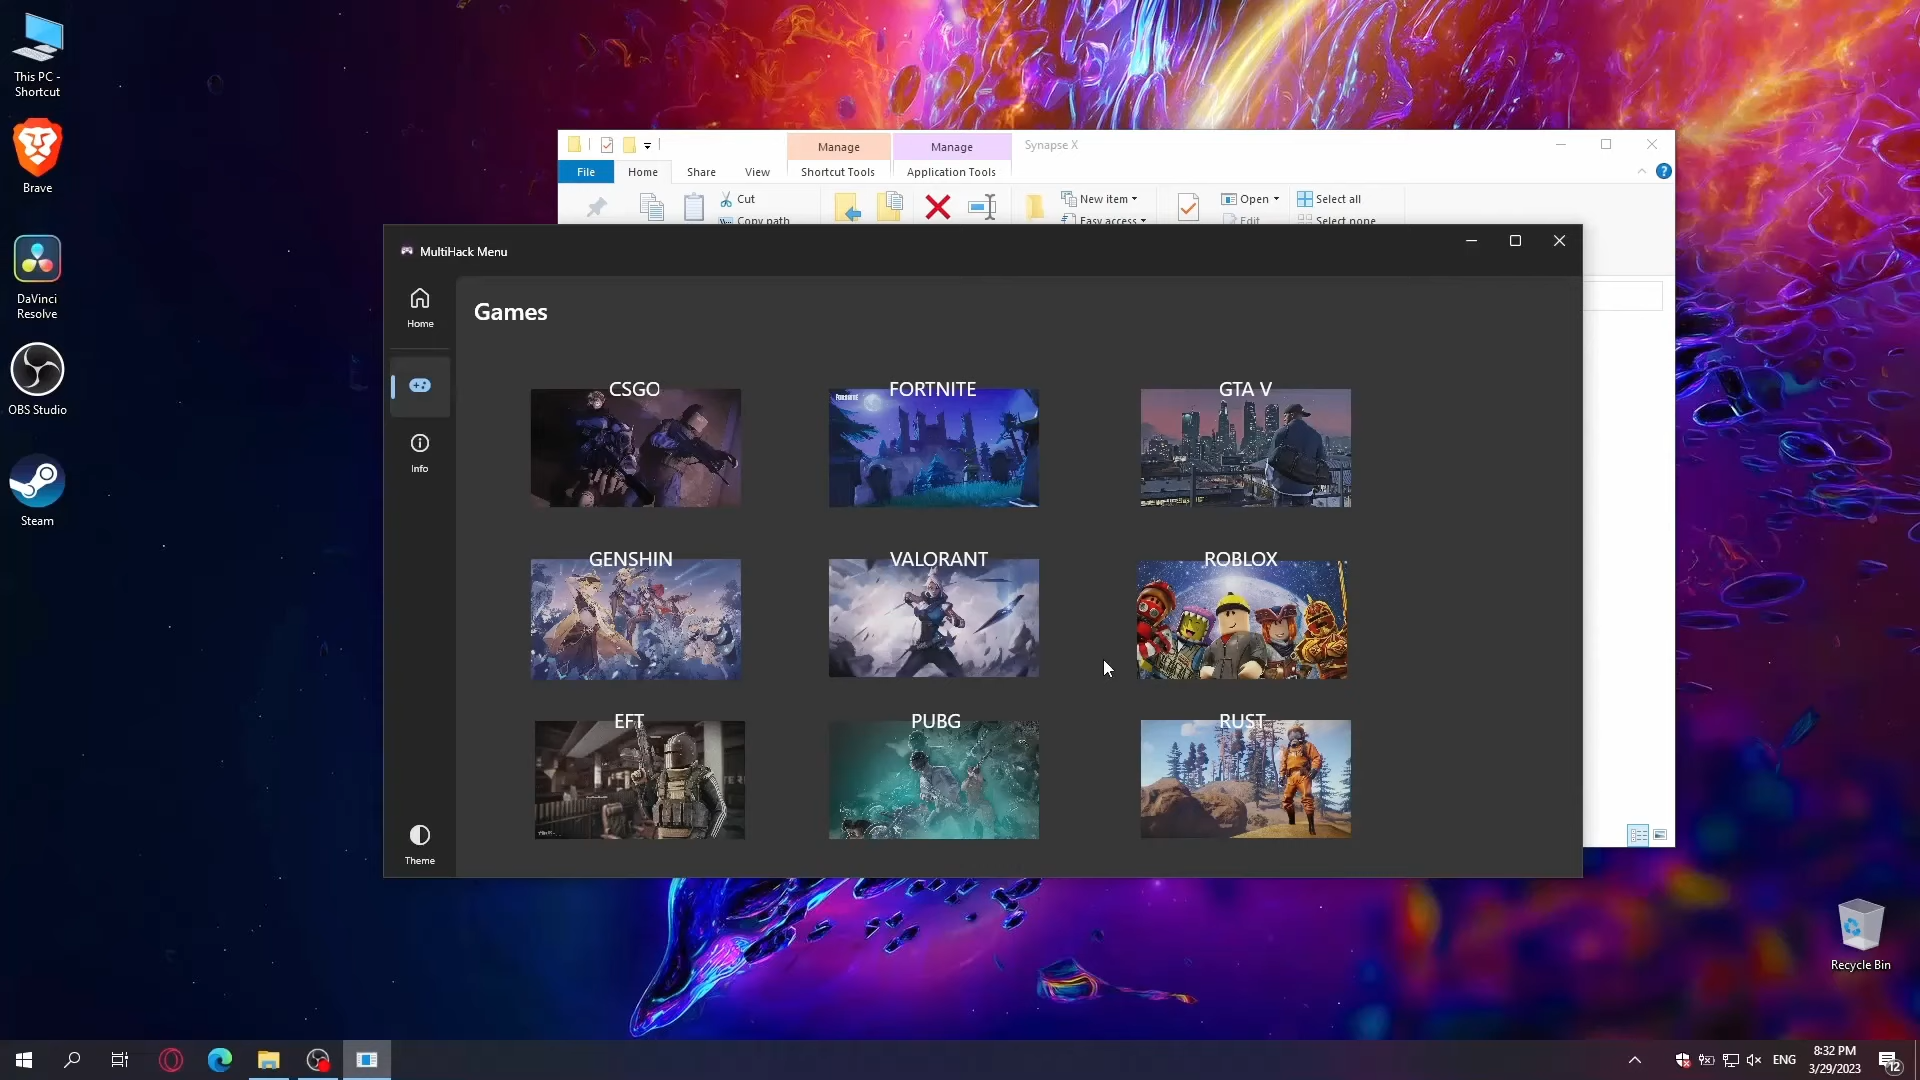 This PC -
Shortcut
Brave
DaVinci
Resolve
OBS Studio
Steam
Manage
Manage
Synapse X
File
Home
Share
View
Shortcut Tools
Application Tools
Cut
Copy path
New item
Easy access
Open
Edit
Select all
Select none
MultiHack Menu
Home
Info
Theme
Games
CSGO
FORTNITE
GTA V
GENSHIN
VALORANT
ROBLOX
EFT
PUBG
RUST
Recycle Bin
ENG
8:32 PM
3/29/2023
12